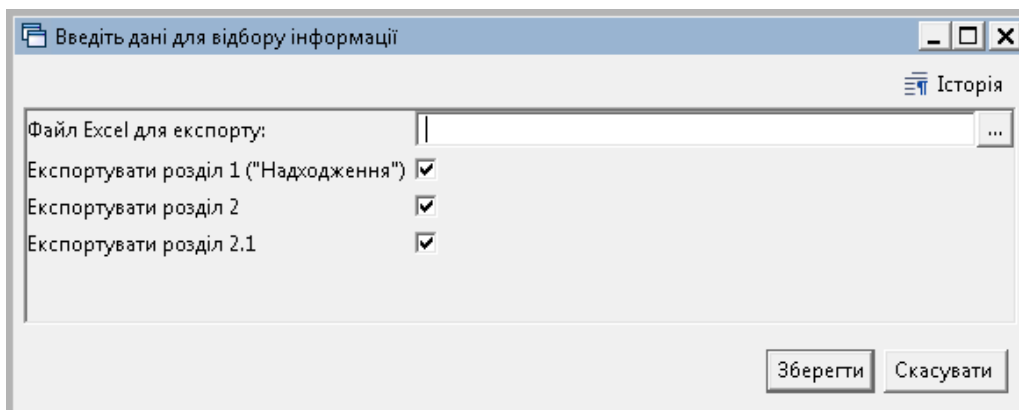 Введіть дані для відбору інформації
Історія
Файл Excel для експорту:
...
Експортувати розділ 1 ("Надходження")
Експортувати розділ 2
Експортувати розділ 2.1
Зберегти Скасувати